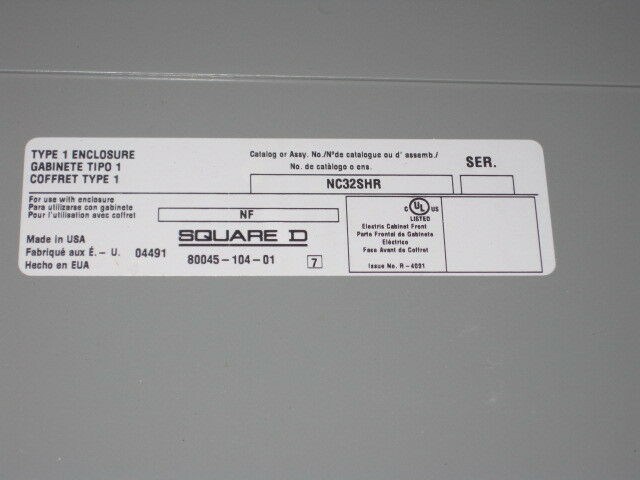 TYPE 1 ENCLOSURE
GABINETE TIPO 1
COFFRET TYPE 1
Catalog or Assy. No./Nºde catalogue ou d' assemb./
No. de catàlogo o ens.
SER.
NC32SHR
For use with enclosure
Para utilizarse con gabinete
Pour l'utilisation avec coffret
NF
Made in USA
Fabriqué aux É.-U.
Hecho en EUA
04491
SQUARE D
80045-104-01
7
C UL US
LISTED
Electric Cabinet Front
Parte Frontal de Gabinete
Eléctrico
Face Avant de Coffret
Issue No. R-4091